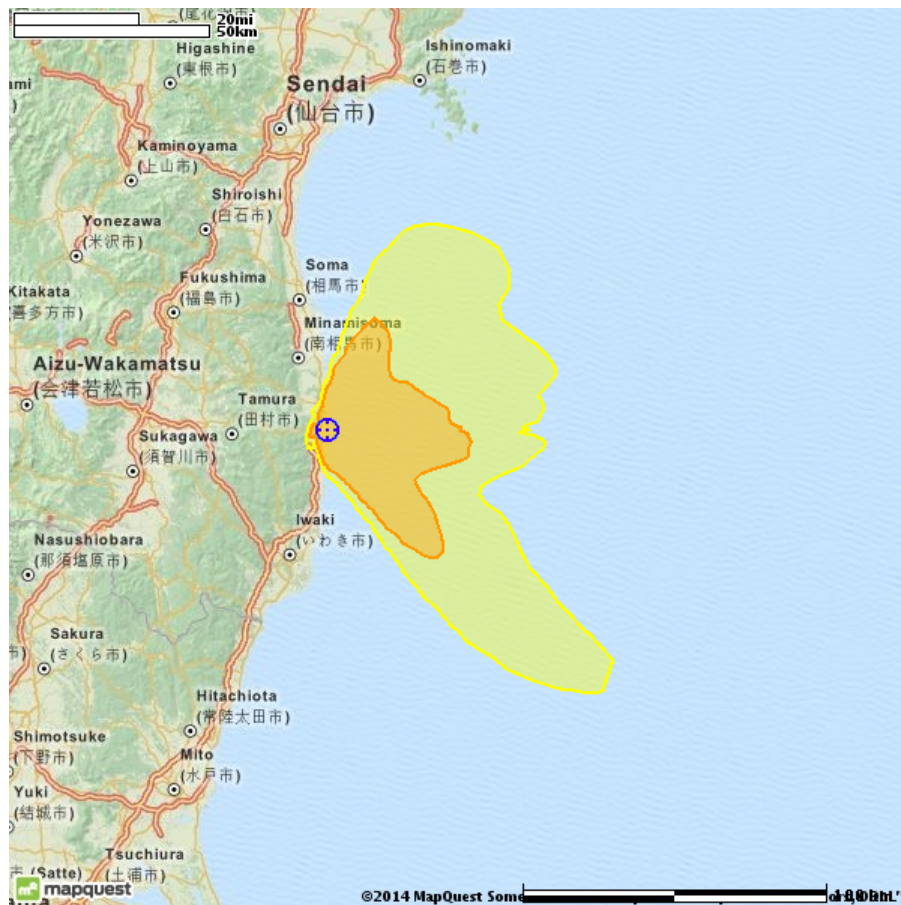 20mi
50km
Higashine
(東根市)
Ishinomaki
(石巻市)
Sendai
(仙台市)
Kaminoyama
(上山市)
Shiroishi
(白石市)
Yonezawa
(米沢市)
Soma
(相馬市)
Fukushima
(福島市)
Kitakata
喜多方市)
Minamisoma
(南相馬市)
Aizu-Wakamatsu
(会津若松市)
Tamura
(田村市)
Sukagawa
(須賀川市)
Iwaki
(いわき市)
Nasushiobara
(那須塩原市)
Sakura
(さくら市)
Hitachiota
(常陸太田市)
Shimotsuke
(下野市)
Mito
(水戸市)
Yuki
(結城市)
Tsuchiura
(土浦市)
(Satte)
mapquest
©2014 MapQuest